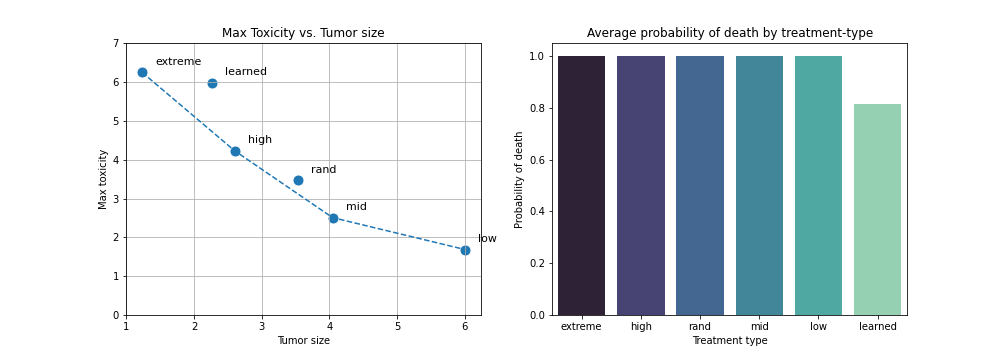 Max Toxicity vs. Tumor size
Max toxicity
7
6
5
4
3
2
1
0
extreme
learned
high
rand
mid
low
1 2 3 4 5 6
Tumor size
Average probability of death by treatment-type
Probability of death
1.0
0.8
0.6
0.4
0.2
0.0
extreme high rand mid low learned
Treatment type